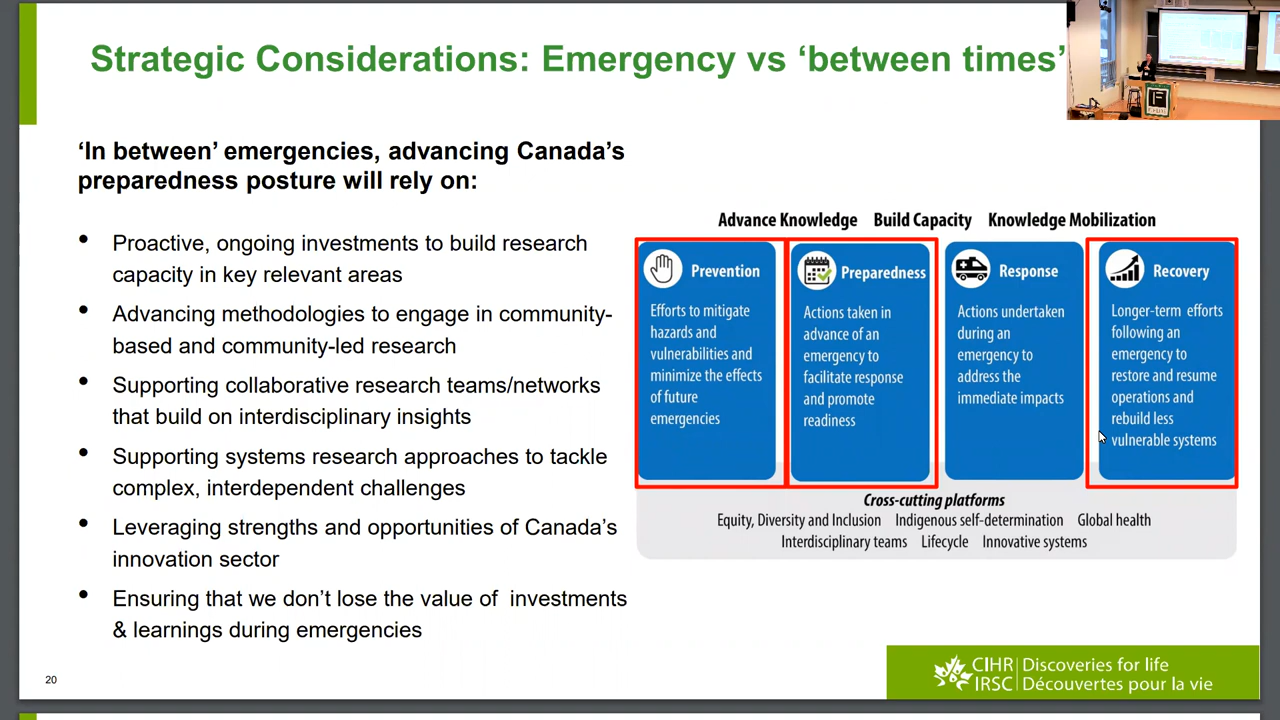 Strategic Considerations: Emergency vs ‘between times’
‘In between’ emergencies, advancing Canada’s
preparedness posture will rely on:
• Proactive, ongoing investments to build research
capacity in key relevant areas
• Advancing methodologies to engage in community-
based and community-led research
• Supporting collaborative research teams/networks
that build on interdisciplinary insights
• Supporting systems research approaches to tackle
complex, interdependent challenges
• Leveraging strengths and opportunities of Canada’s
innovation sector
• Ensuring that we don’t lose the value of investments
& learnings during emergencies
Advance Knowledge Build Capacity Knowledge Mobilization
Prevention
Efforts to mitigate
hazards and
vulnerabilities and
minimize the effects
of future
emergencies
Preparedness
Actions taken in
advance of an
emergency to
facilitate response
and promote
readiness
Response
Actions undertaken
during an
emergency to
address the
immediate impacts
Recovery
Longer-term efforts
following an
emergency to
restore and resume
operations and
rebuild less
vulnerable systems
Cross-cutting platforms
Equity, Diversity and Inclusion Indigenous self-determination Global health
Interdisciplinary teams Lifecycle Innovative systems
20
CIHR Discoveries for life
IRSC Découvertes pour la vie